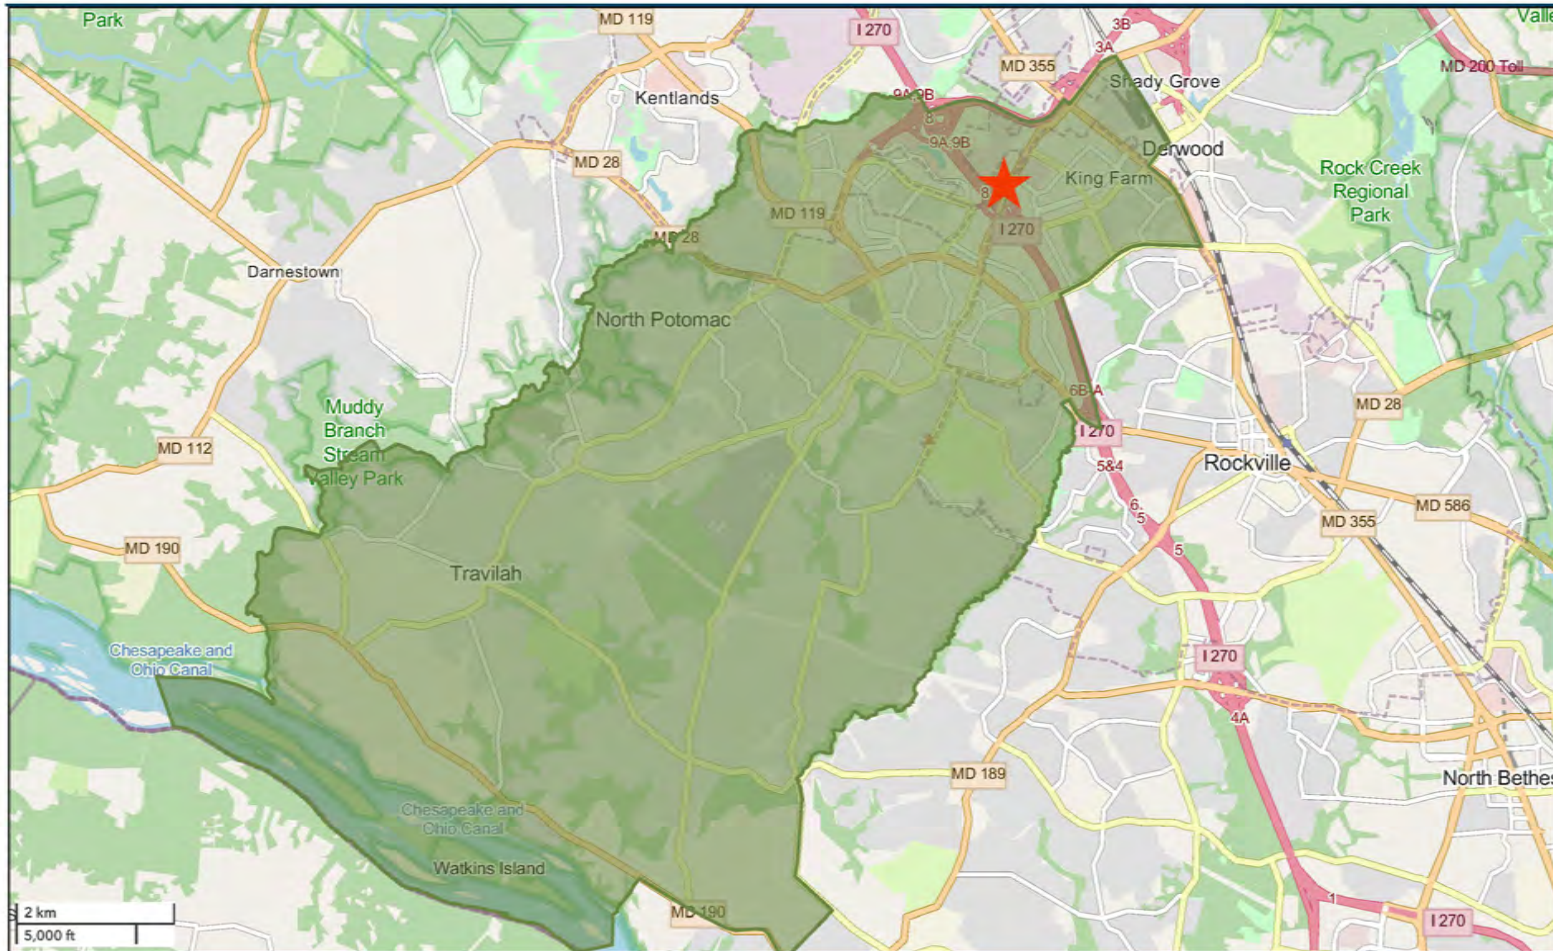 Park
MD 119
I 270
3B
3A
Valle
MD 355
MD 200 Toll
Shady Grove
9A,9B
Kentlands
8
9A,9B
Derwood
MD 28
King Farm
Rock Creek
Regional
Park
8
MD 119
I 270
MD 28
Darnestown
North Potomac
6B-A
MD 28
Muddy
Branch
Stream
Valley Park
I 270
MD 112
5&4
Rockville
6.
5
MD 586
MD 355
MD 190
5
Travilah
Chesapeake and
Ohio Canal
I 270
4A
MD 189
North Bethes
Chesapeake and
Ohio Canal
Watkins Island
1
MD 190
I 270
2 km
5,000 ft